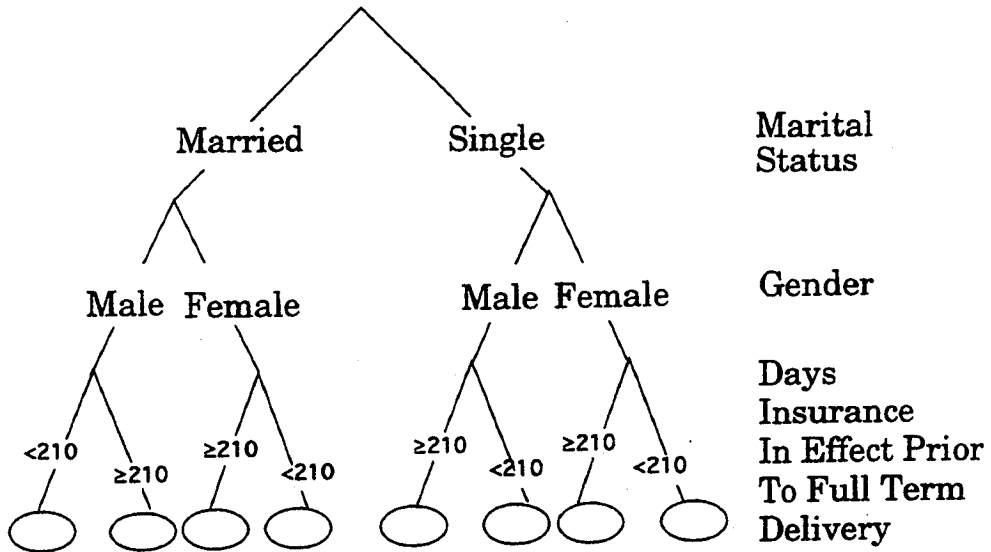 Married Single Marital
Status
Male Female Male Female Gender
Days
Insurance
<210 ≥210 ≥210 <210 ≥210 <210 ≥210 <210 In Effect Prior
To Full Term
Delivery